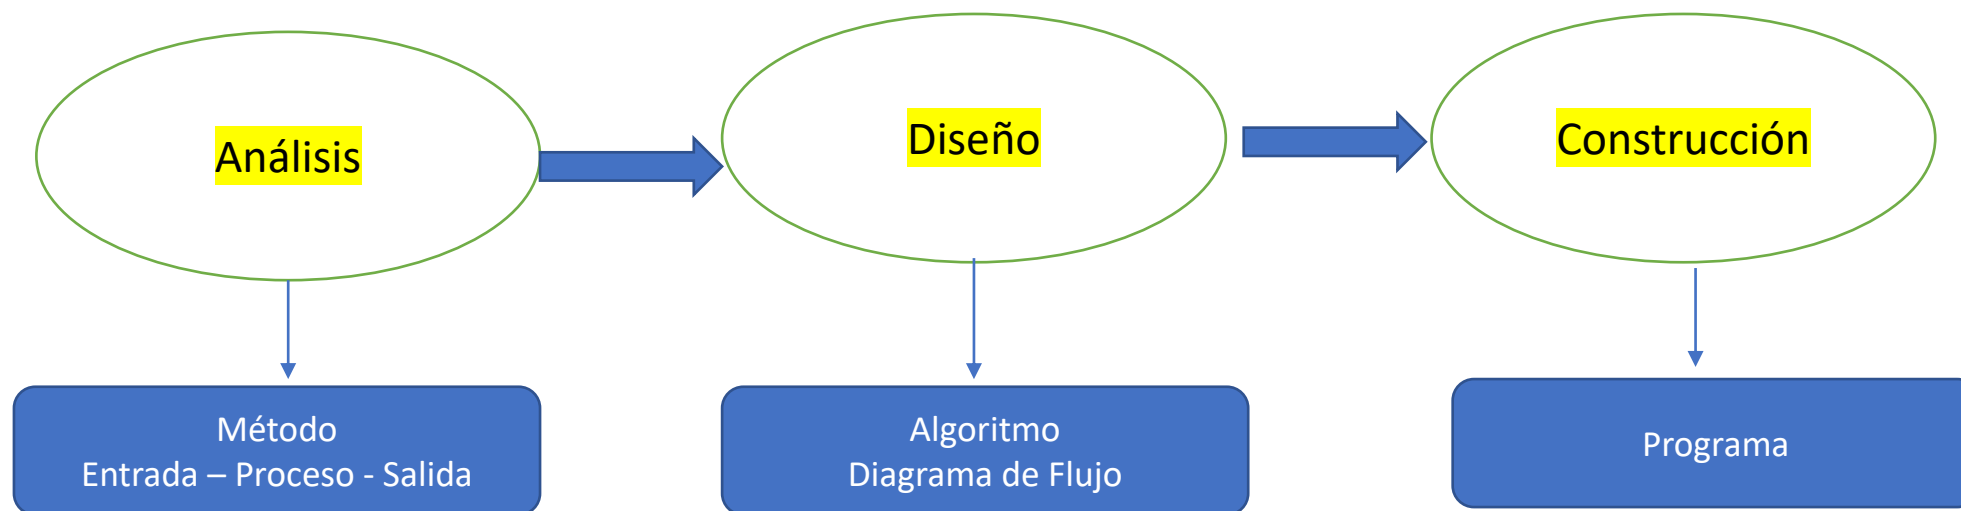 Análisis
Diseño
Construcción
Método
Entrada – Proceso - Salida
Algoritmo
Diagrama de Flujo
Programa